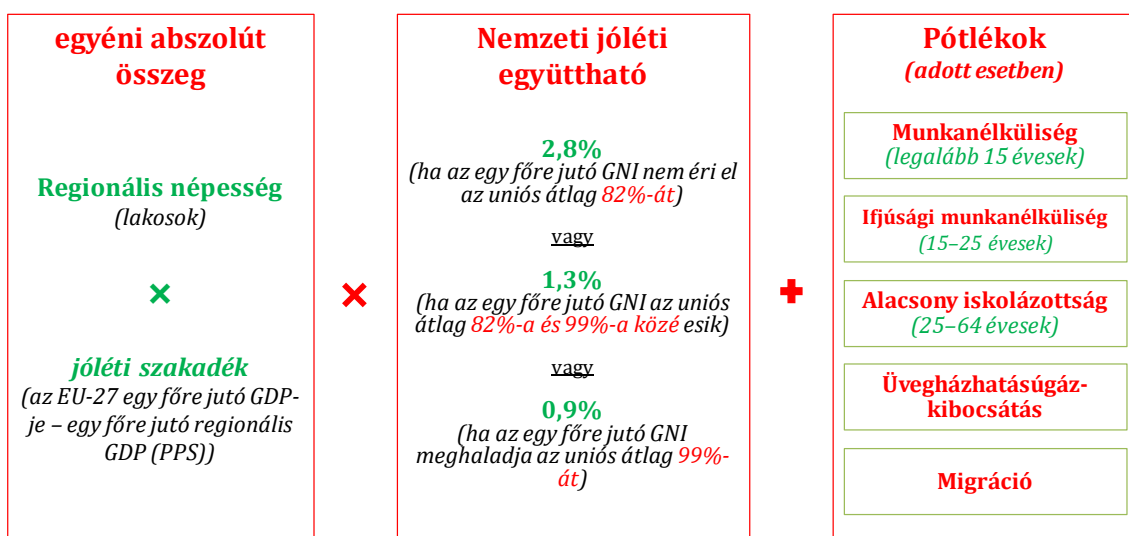 egyéni abszolút
összeg
Regionális népesség
(lakosok)
×
jóléti szakadék
(az EU-27 egy főre jutó GDP-
je – egy főre jutó regionális
GDP (PPS))
×
Nemzeti jóléti
együttható
2,8%
(ha az egy főre jutó GNI nem éri el
az uniós átlag 82%-át)
vagy
1,3%
(ha az egy főre jutó GNI az uniós
átlag 82%-a és 99%-a közé esik)
vagy
0,9%
(ha az egy főre jutó GNI
meghaladja az uniós átlag 99%-
át)
+
Pótlékok
(adott esetben)
Munkanélküliség
(legalább 15 évesek)
Ifjúsági munkanélküliség
(15–25 évesek)
Alacsony iskolázottság
(25–64 évesek)
Üvegházhatásúgáz-
kibocsátás
Migráció